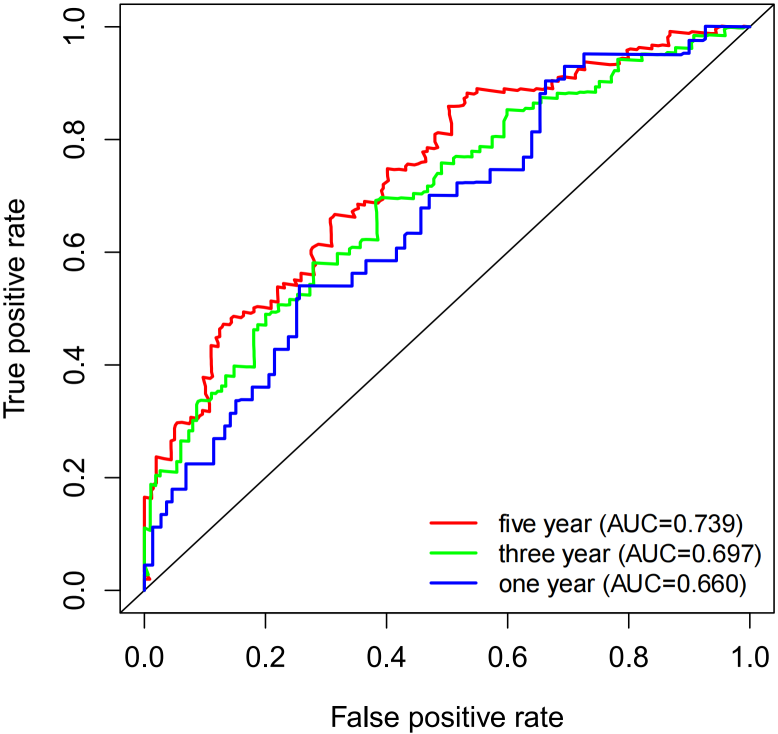 True positive rate
1.0
0.8
0.6
0.4
0.2
0.0
five year (AUC=0.739)
three year (AUC=0.697)
one year (AUC=0.660)
0.0 0.2 0.4 0.6 0.8 1.0
False positive rate